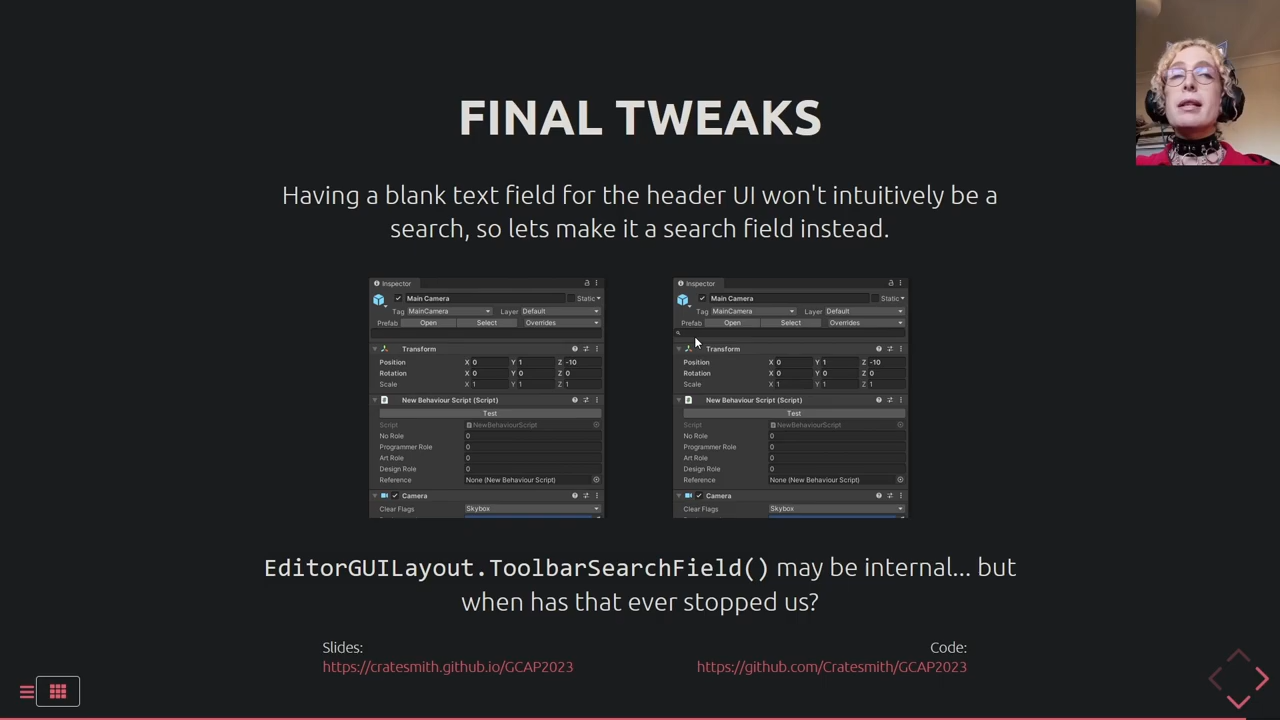 FINAL TWEAKS
Having a blank text field for the header UI won't intuitively be a
search, so lets make it a search field instead.
Inspector
Main Camera
Static
Tag MainCamera Layer Default
Prefab Open Select Overrides
Transform
Position X 0 Y 1 Z -10
Rotation X 0 Y 0 Z 0
Scale X 1 Y 1 Z 1
New Behaviour Script (Script)
Test
Script NewBehaviourScript
No Role 0
Programmer Role 0
Art Role 0
Design Role 0
Reference None (New Behaviour Script)
Camera
Clear Flags Skybox
Inspector
Main Camera
Static
Tag MainCamera Layer Default
Prefab Open Select Overrides
Transform
Position X 0 Y 1 Z -10
Rotation X 0 Y 0 Z 0
Scale X 1 Y 1 Z 1
New Behaviour Script (Script)
Test
Script NewBehaviourScript
No Role 0
Programmer Role 0
Art Role 0
Design Role 0
Reference None (New Behaviour Script)
Camera
Clear Flags Skybox
EditorGUILayout.ToolbarSearchField() may be internal... but
when has that ever stopped us?
Slides:
https://cratesmith.github.io/GCAP2023
Code:
https://github.com/Cratesmith/GCAP2023